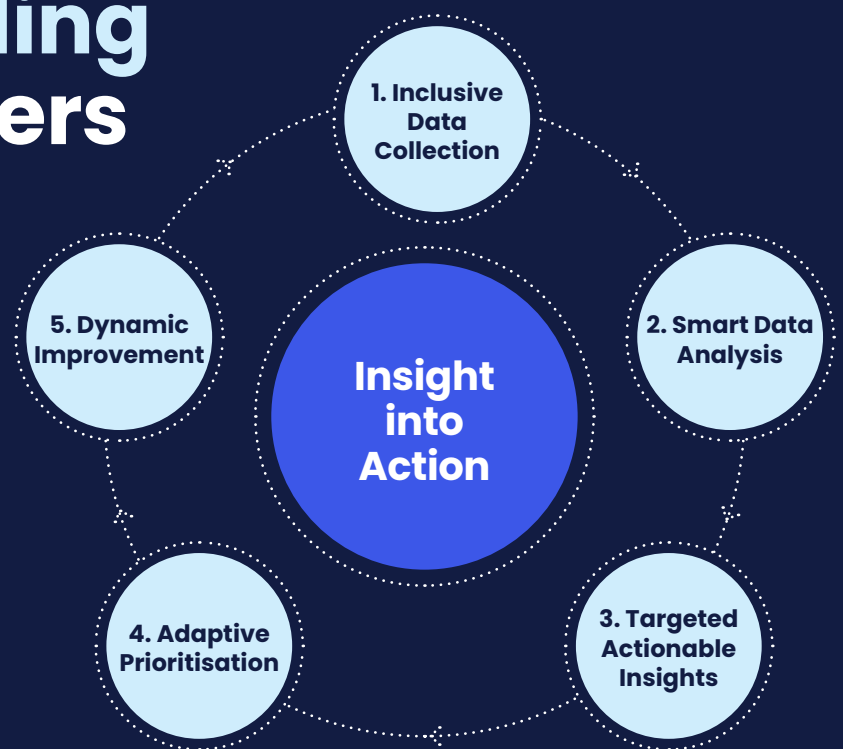 ling
ers
1. Inclusive
Data
Collection
2. Smart Data
Analysis
3. Targeted
Actionable
Insights
4. Adaptive
Prioritisation
5. Dynamic
Improvement
Insight
into
Action